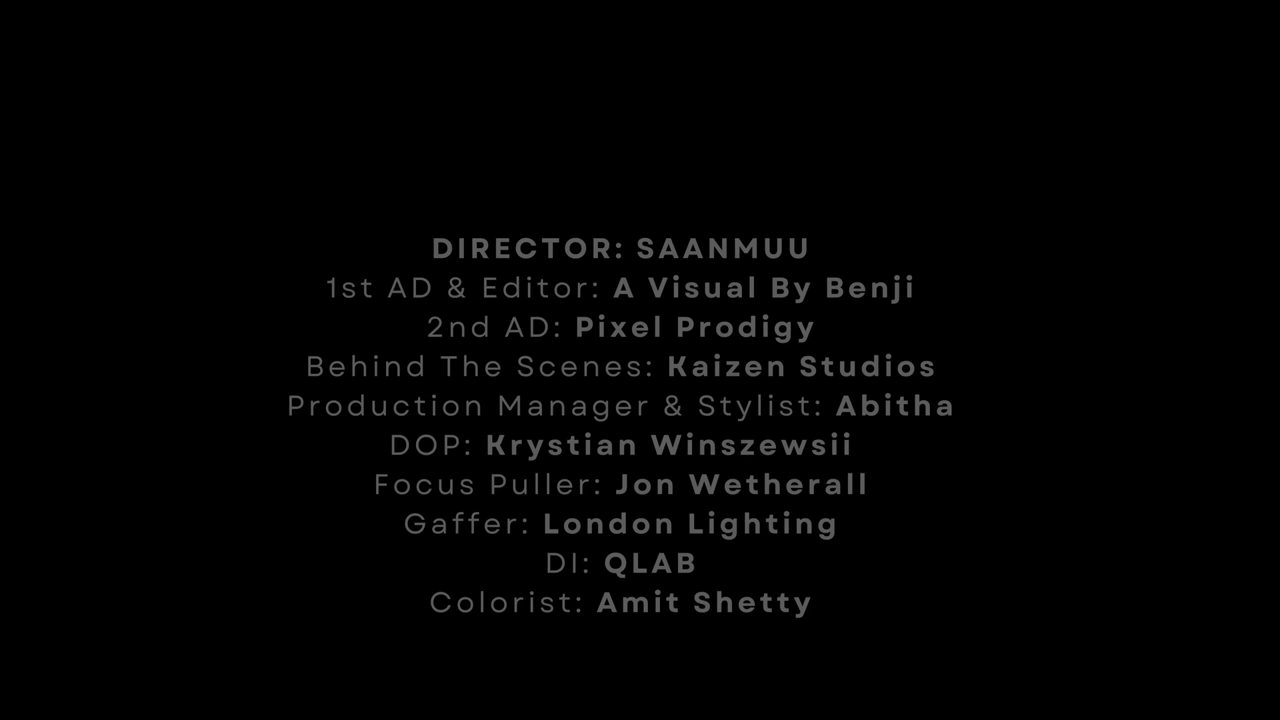 DIRECTOR: SAANMUU
1st AD & Editor: A Visual By Benji
2nd AD: Pixel Prodigy
Behind The Scenes: Kaizen Studios
Production Manager & Stylist: Abitha
DOP: Krystian Winszewsii
Focus Puller: Jon Wetherall
Gaffer: London Lighting
DI: QLAB
Colorist: Amit Shetty